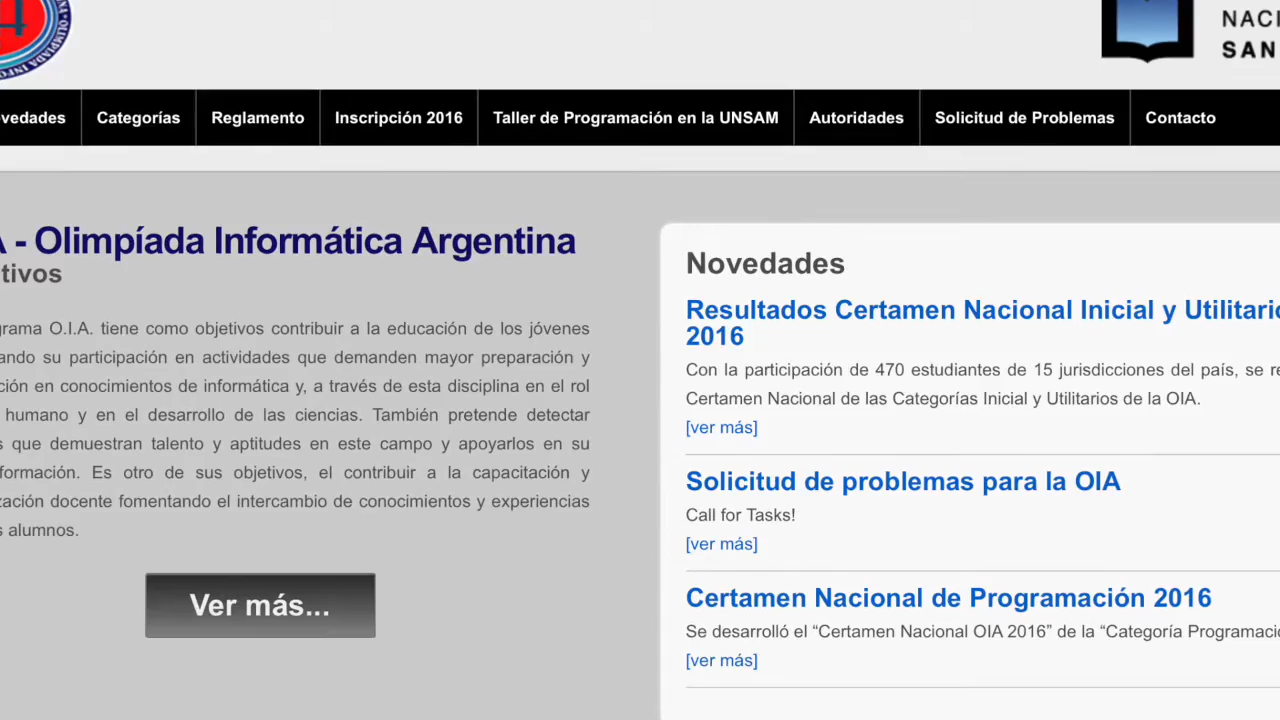 NACI
SAN
vedades
Categorías
Reglamento
Inscripción 2016
Taller de Programación en la UNSAM
Autoridades
Solicitud de Problemas
Contacto
A - Olimpíada Informática Argentina
tivos
grama O.I.A. tiene como objetivos contribuir a la educación de los jóvenes
ando su participación en actividades que demanden mayor preparación y
ción en conocimientos de informática y, a través de esta disciplina en el rol
humano y en el desarrollo de las ciencias. También pretende detectar
s que demuestran talento y aptitudes en este campo y apoyarlos en su
formación. Es otro de sus objetivos, el contribuir a la capacitación y
zación docente fomentando el intercambio de conocimientos y experiencias
s alumnos.
Ver más...
Novedades
Resultados Certamen Nacional Inicial y Utilitario
2016
Con la participación de 470 estudiantes de 15 jurisdicciones del país, se re
Certamen Nacional de las Categorías Inicial y Utilitarios de la OIA.
[ver más]
Solicitud de problemas para la OIA
Call for Tasks!
[ver más]
Certamen Nacional de Programación 2016
Se desarrolló el “Certamen Nacional OIA 2016” de la “Categoría Programació
[ver más]